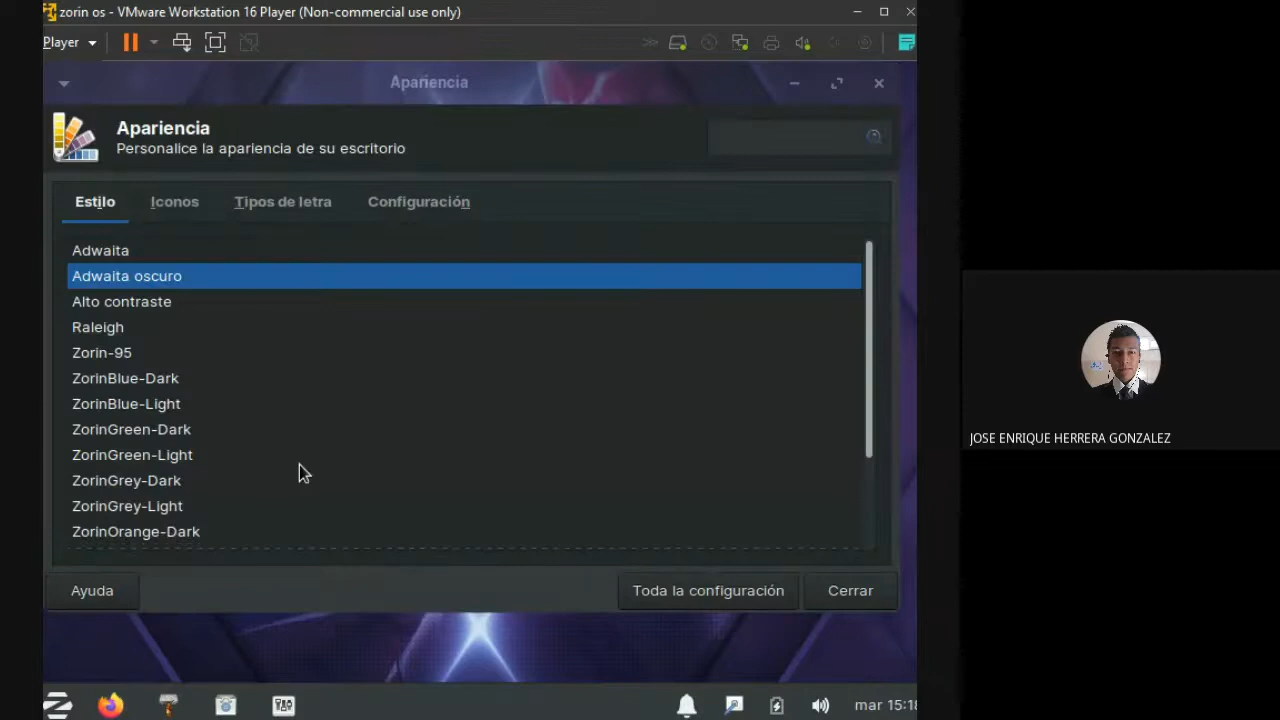 zorin os - VMware Workstation 16 Player (Non-commercial use only)
Player
Apariencia
Apariencia
Personalice la apariencia de su escritorio
Estilo Iconos Tipos de letra Configuración
Adwaita
Adwaita oscuro
Alto contraste
Raleigh
Zorin-95
ZorinBlue-Dark
ZorinBlue-Light
ZorinGreen-Dark
ZorinGreen-Light
ZorinGrey-Dark
ZorinGrey-Light
ZorinOrange-Dark
Ayuda Toda la configuración Cerrar
mar 15:18
JOSE ENRIQUE HERRERA GONZALEZ